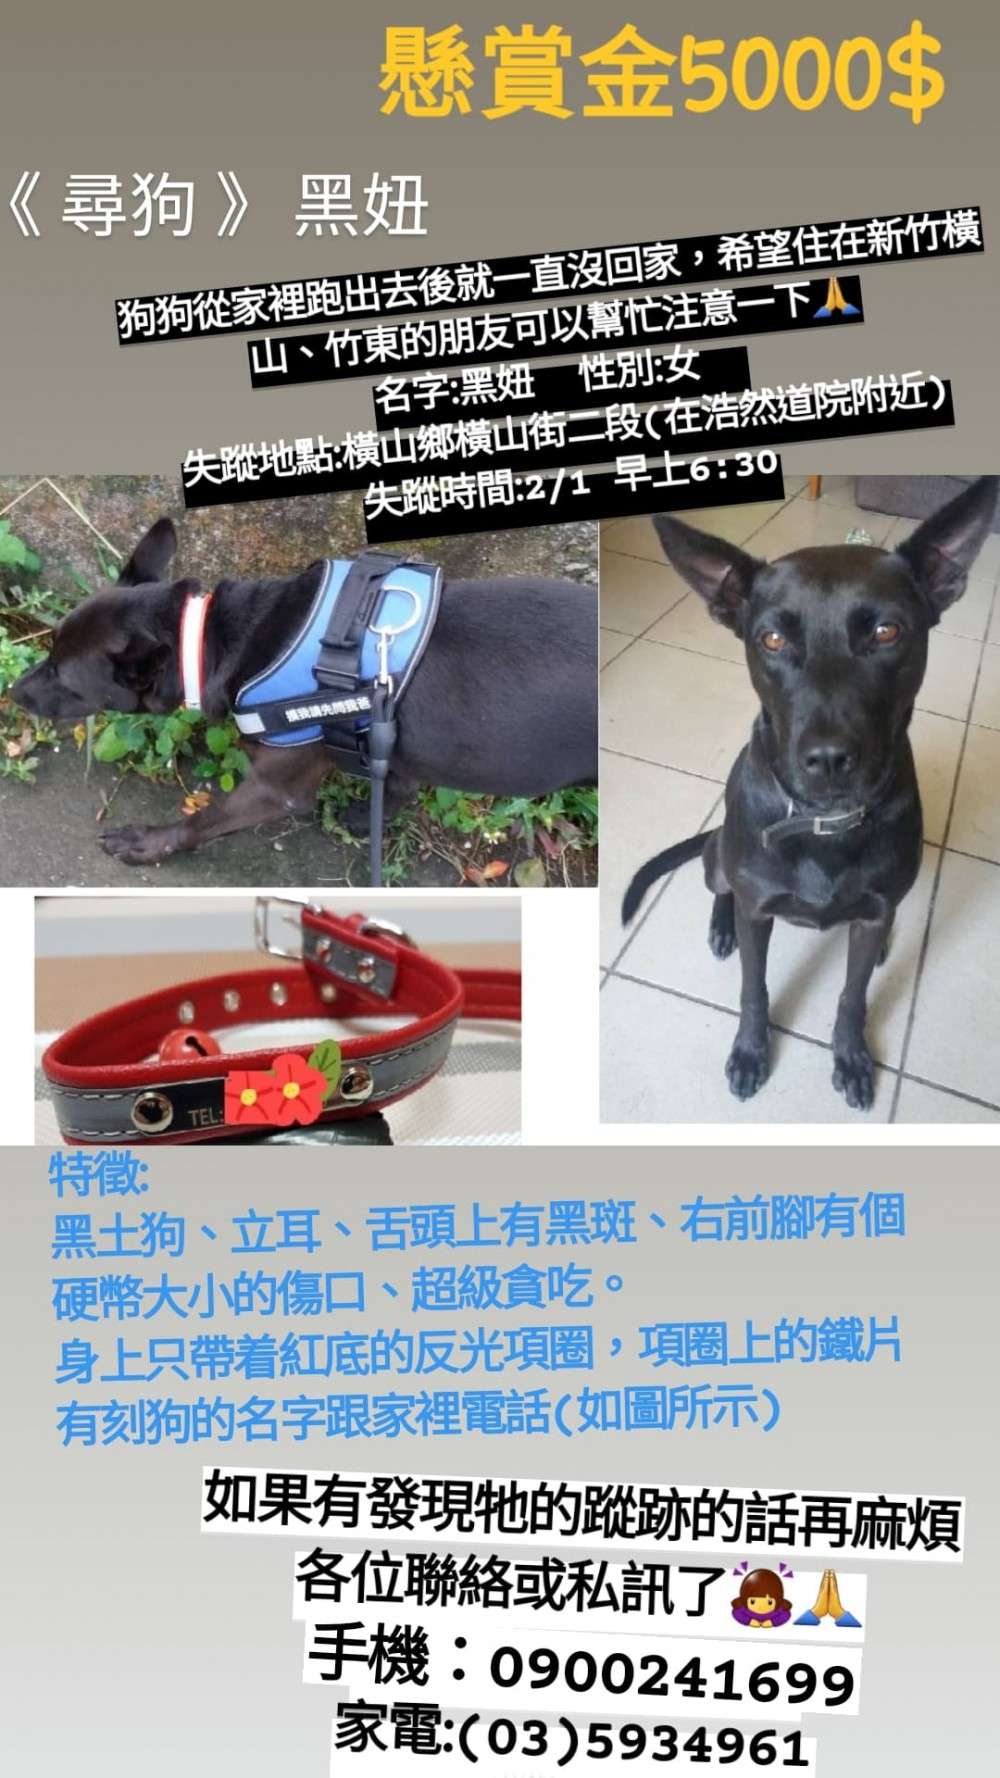 懸賞金5000$
《尋狗》 黑妞
狗狗從家裡跑出去後就一直沒回家，希望住在新竹橫
山、竹東的朋友可以幫忙注意一下🙏
名字:黑妞 性別:女
失蹤地點:橫山鄉橫山街二段(在浩然道院附近)
失蹤時間:2/1 早上6:30
攜我請先問我爸
TEL:
特徵:
黑土狗、立耳、舌頭上有黑斑、右前腳有個
硬幣大小的傷口、超級貪吃。
身上只帶着紅底的反光項圈，項圈上的鐵片
有刻狗的名字跟家裡電話(如圖所示)
如果有發現牠的蹤跡的話再麻煩
各位聯絡或私訊了🙇‍♀️🙏
手機：0900241699
家電:(03)5934961